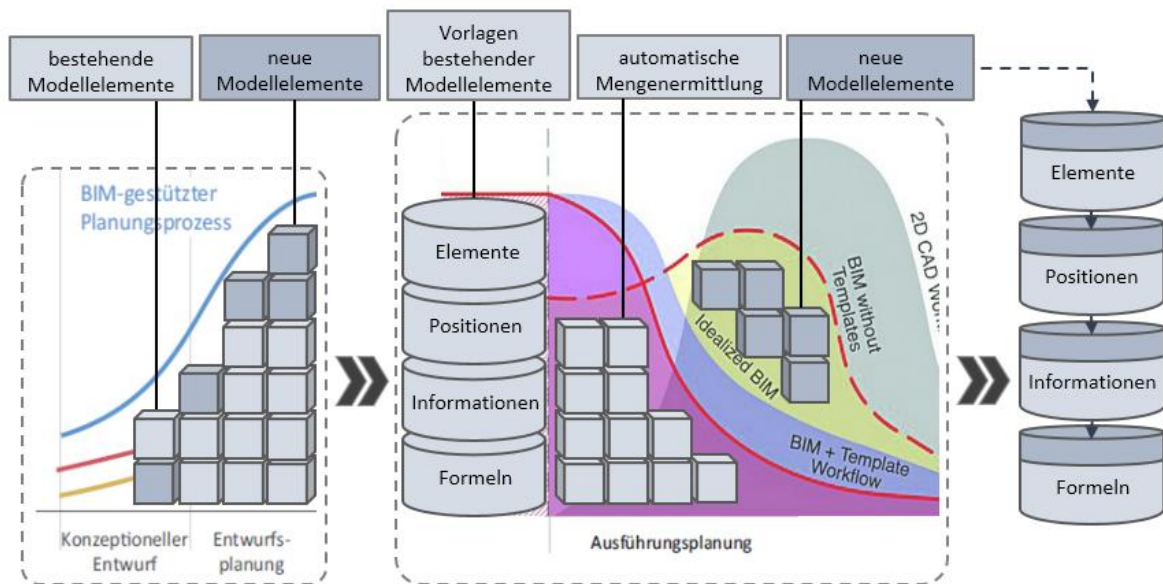 bestehende
Modellelemente
neue
Modellelemente
Vorlagen
bestehender
Modellelemente
automatische
Mengenermittlung
neue
Modellelemente
BIM-gestützter
Planungsprozess
Konzeptioneller
Entwurf
Entwurfs-
planung
Elemente
Positionen
Informationen
Formeln
Idealized BIM
BIM + Template
Workflow
BIM without
Templates
2D CAD
Ausführungsplanung
Elemente
Positionen
Informationen
Formeln